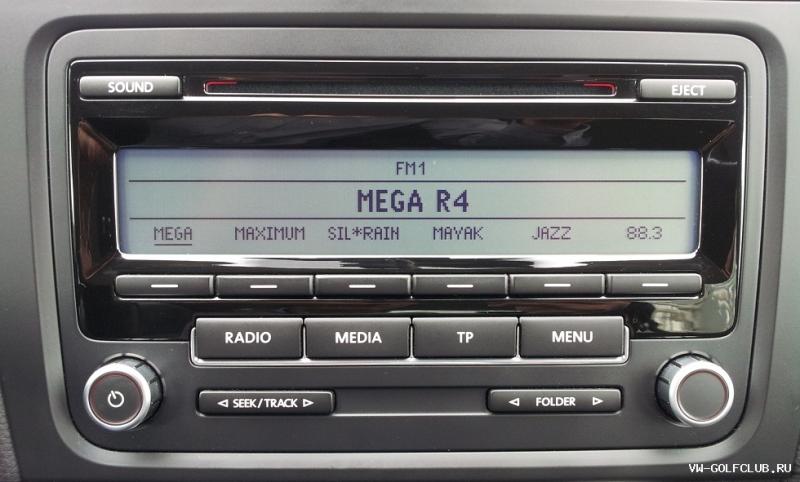 SOUND EJECT
FM1
MEGA R4
MEGA MAXIMUM SIL*RAIN MAYAK JAZZ 88.3
RADIO MEDIA TP MENU
◁ SEEK/TRACK ▷ ◁ FOLDER ▷
VW-GOLFCLUB.RU